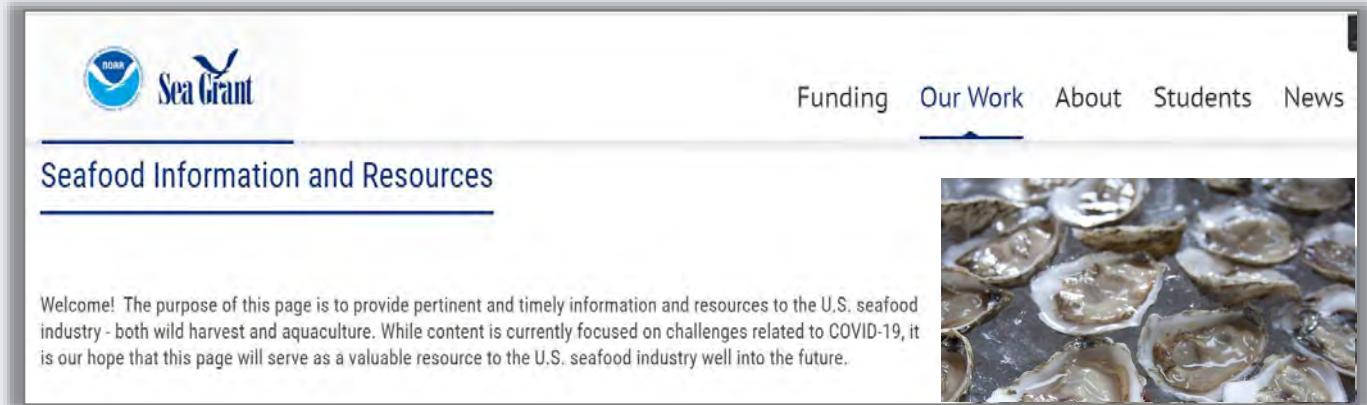 NOAA
Sea Grant
Funding Our Work About Students News
Seafood Information and Resources
Welcome! The purpose of this page is to provide pertinent and timely information and resources to the U.S. seafood
industry - both wild harvest and aquaculture. While content is currently focused on challenges related to COVID-19, it
is our hope that this page will serve as a valuable resource to the U.S. seafood industry well into the future.